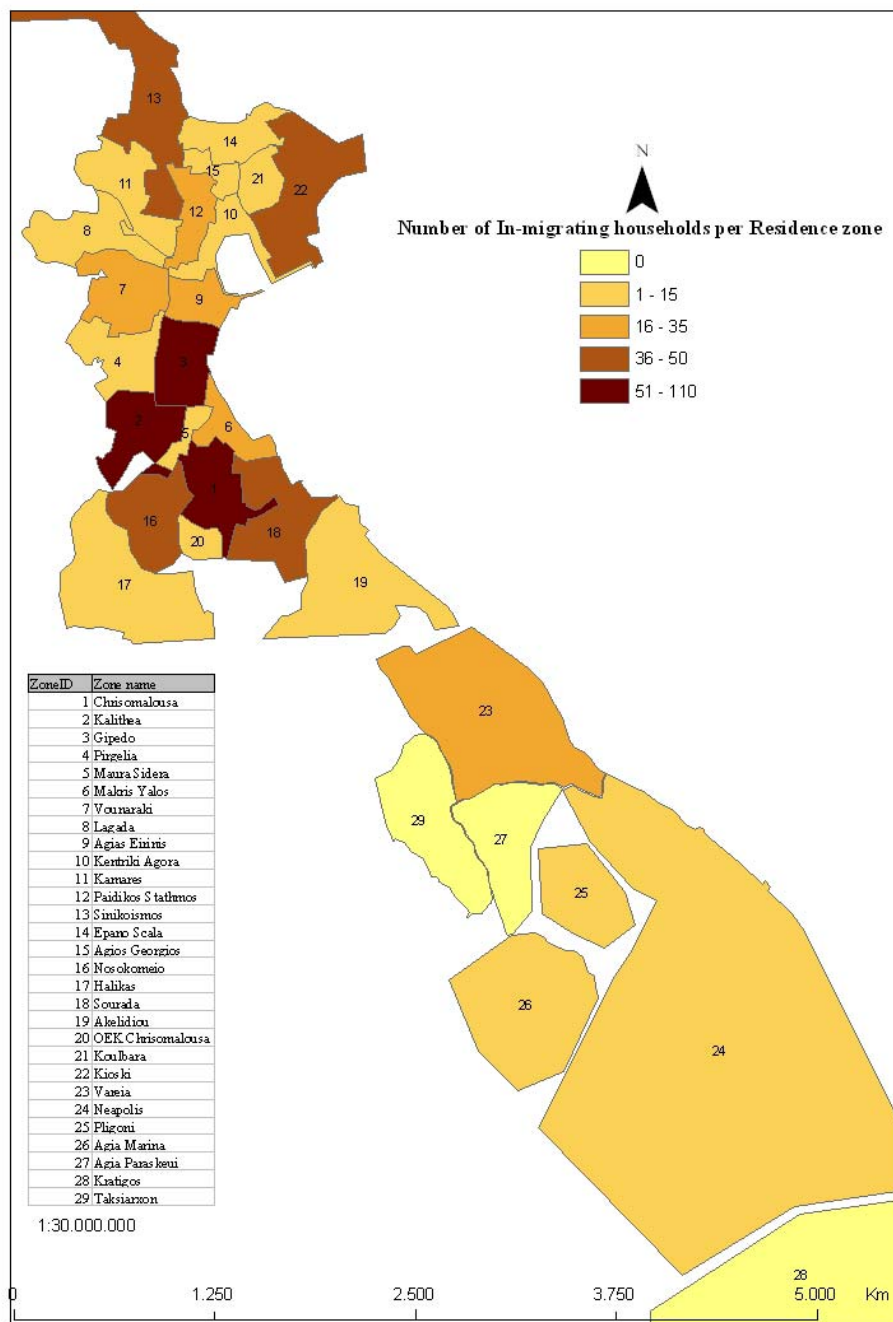 13
14
15
11
21
22
12
10
8
7
9
4
3
2
5
6
1
16
18
20
17
19
23
29
27
25
26
24
28
N
Number of In-migrating households per Residence zone
0
1 - 15
16 - 35
36 - 50
51 - 110
ZoneID Zone name
1 Chrisomalousa
2 Kalithea
3 Gipedo
4 Pirgelia
5 Maura Sidera
6 Makris Yalos
7 Vounaraki
8 Lagada
9 Agias Eirinis
10 Kentriki Agora
11 Kamares
12 Paidikos Stathmos
13 Sinikoismos
14 Epano Scala
15 Agios Georgios
16 Nosokomeio
17 Halikas
18 Sourada
19 Akelidiou
20 OEK Chrisomalousa
21 Koulbara
22 Kioski
23 Vareia
24 Neapolis
25 Pligoni
26 Agia Marina
27 Agia Paraskeui
28 Kratigos
29 Taksiarxon
1:30.000.000
0 1.250 2.500 3.750 5.000 Km